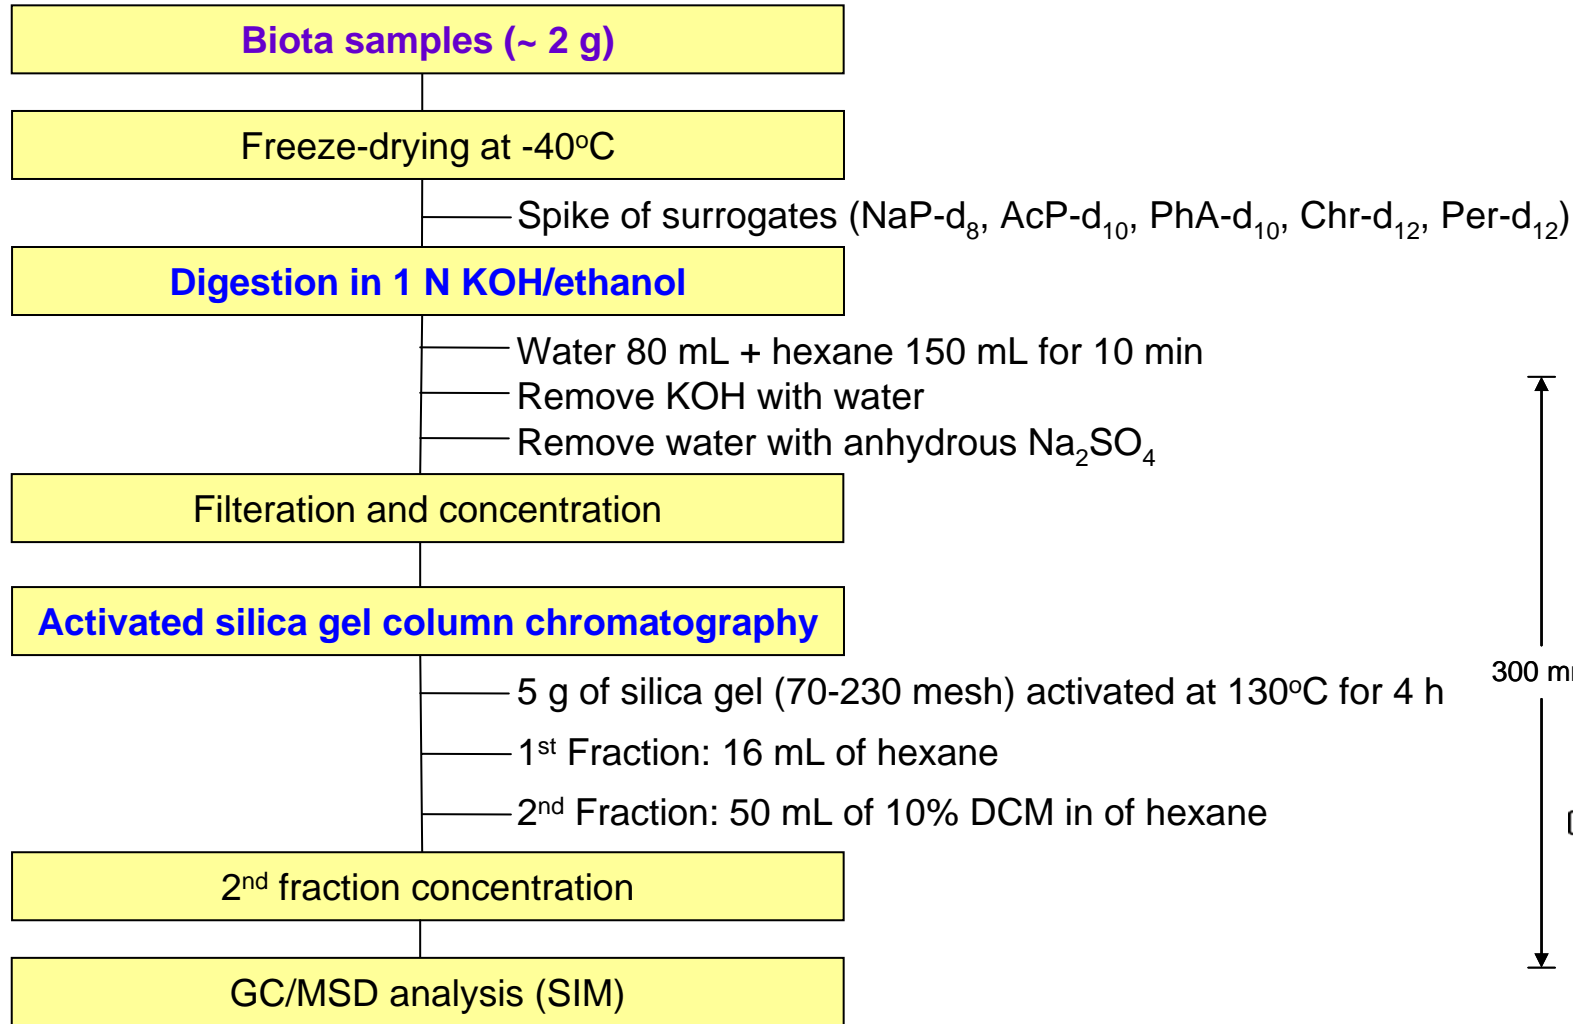 Biota samples (~ 2 g)
Freeze-drying at -40°C
Spike of surrogates (NaP-d8, AcP-d10, PhA-d10, Chr-d12, Per-d12)
Digestion in 1 N KOH/ethanol
Water 80 mL + hexane 150 mL for 10 min
Remove KOH with water
Remove water with anhydrous Na2SO4
Filteration and concentration
Activated silica gel column chromatography
5 g of silica gel (70-230 mesh) activated at 130°C for 4 h
300
1st Fraction: 16 mL of hexane
2nd Fraction: 50 mL of 10% DCM in of hexane
2nd fraction concentration
GC/MSD analysis (SIM)